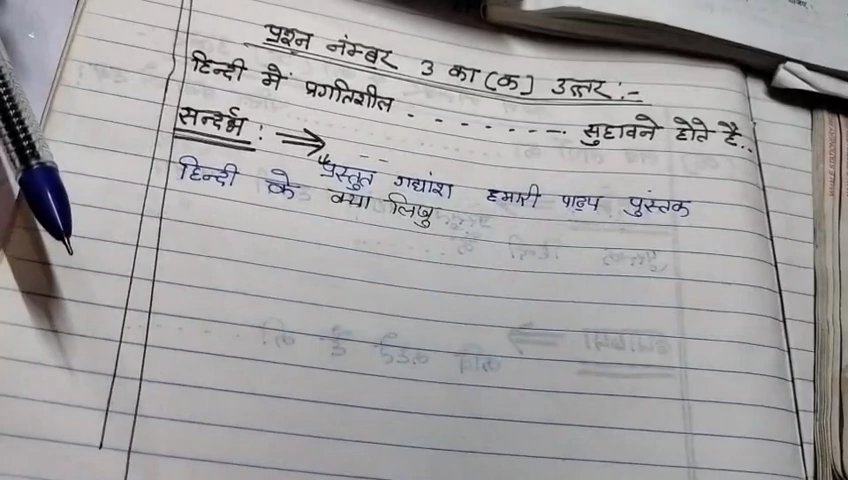 प्रश्न नंम्बर 3 का (क) उत्तर :-
हिन्दी में प्रगतिशील - - - - - - - - सुहावने होते है..
सन्दर्भ : ⇒
"प्रस्तुत गद्यांश हमारी पाठ्य पुस्तक
हिन्दी के क्या लिखु